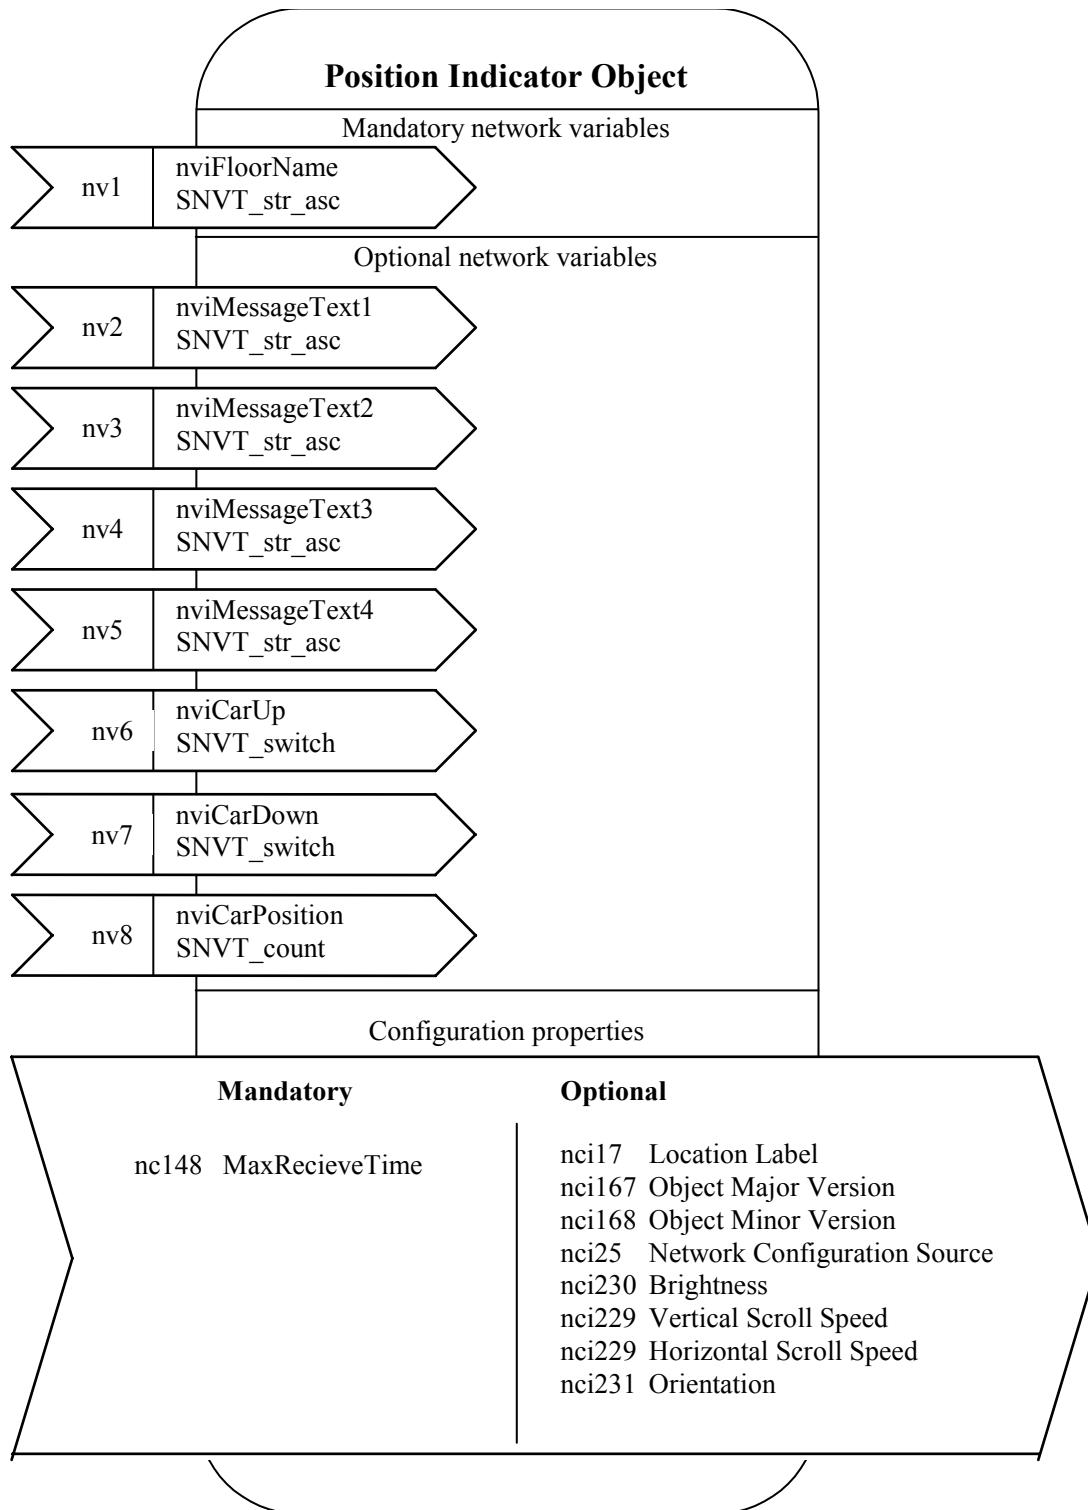 Position Indicator Object
Mandatory network variables
nv1
nviFloorName
SNVT_str_asc
Optional network variables
nv2
nviMessageText1
SNVT_str_asc
nv3
nviMessageText2
SNVT_str_asc
nv4
nviMessageText3
SNVT_str_asc
nv5
nviMessageText4
SNVT_str_asc
nv6
nviCarUp
SNVT_switch
nv7
nviCarDown
SNVT_switch
nv8
nviCarPosition
SNVT_count
Configuration properties
Mandatory
nc148 MaxRecieveTime
Optional
nci17 Location Label
nci167 Object Major Version
nci168 Object Minor Version
nci25 Network Configuration Source
nci230 Brightness
nci229 Vertical Scroll Speed
nci229 Horizontal Scroll Speed
nci231 Orientation